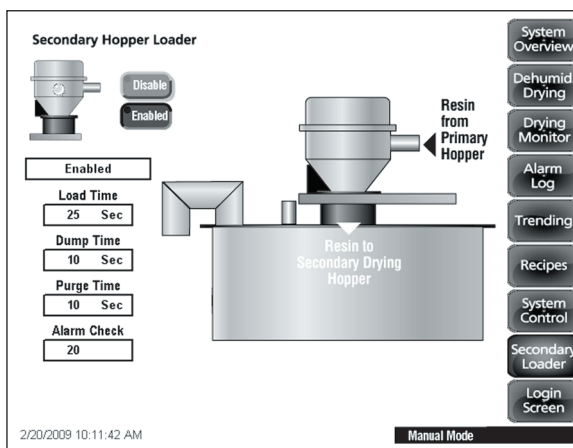 Secondary Hopper Loader
Disable
Enabled
Enabled
Load Time
25 Sec
Dump Time
10 Sec
Purge Time
10 Sec
Alarm Check
20
Resin
from
Primary
Hopper
Resin to
Secondary Drying
Hopper
System
Overview
Dehumid
Drying
Drying
Monitor
Alarm
Log
Trending
Recipes
System
Control
Secondary
Loader
Login
Screen
2/20/2009 10:11:42 AM
Manual Mode